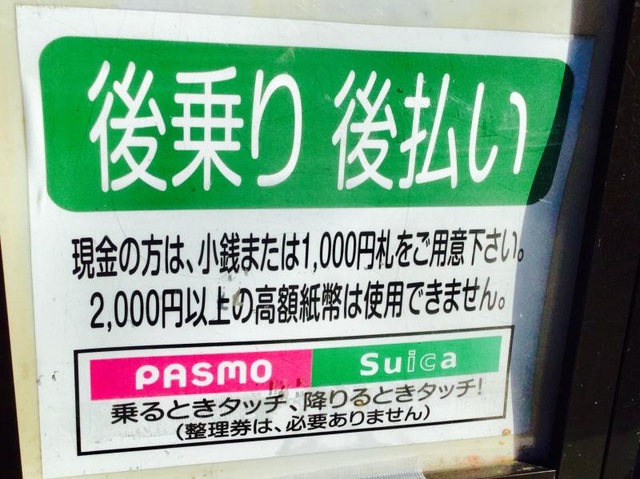 後乗り 後払い
現金の方は、小銭または1,000円札をご用意下さい。
2,000円以上の高額紙幣は使用できません。
PASMO Suica
乗るときタッチ、降りるときタッチ!
(整理券は、必要ありません)